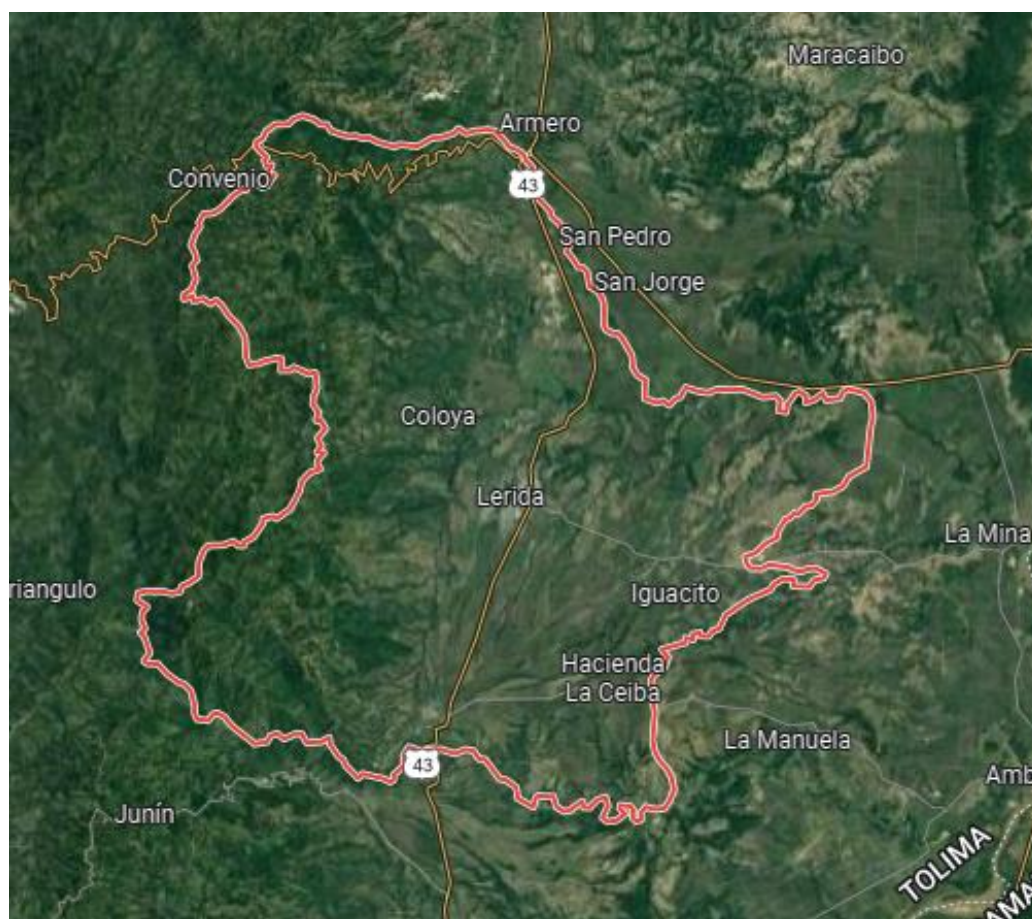 Maracaibo
Armero
Convenio
43
San Pedro
San Jorge
Coloya
Lerida
La Mina
riangulo
Iguacito
Hacienda
La Ceiba
La Manuela
43
Amb
Junín
TOLIMA
AMA